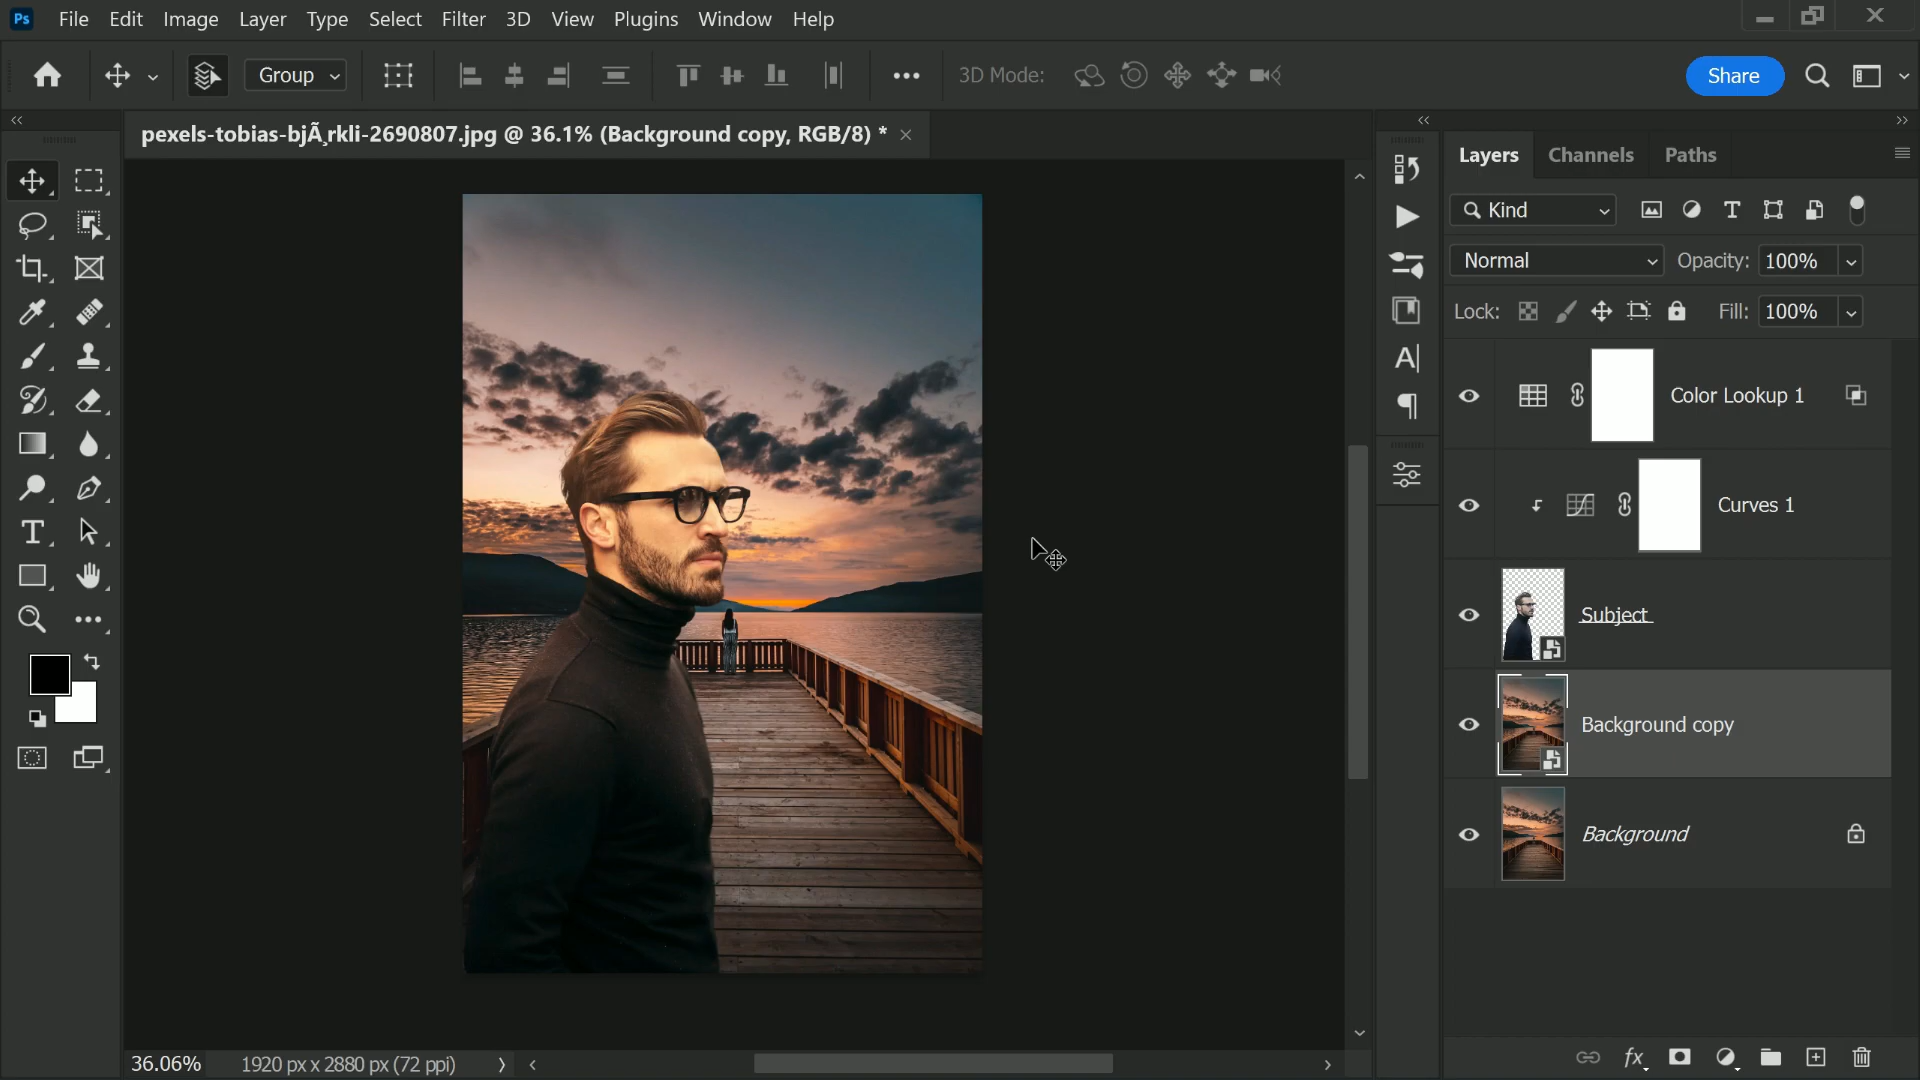 Ps File Edit Image Layer Type Select Filter 3D View Plugins Window Help
Group 3D Mode: Share
pexels-tobias-bjÃ¸rkli-2690807.jpg @ 36.1% (Background copy, RGB/8) *
Layers Channels Paths
Kind
Normal Opacity: 100%
Lock: Fill: 100%
Color Lookup 1
Curves 1
Subject
Background copy
Background
36.06% 1920 px x 2880 px (72 ppi)